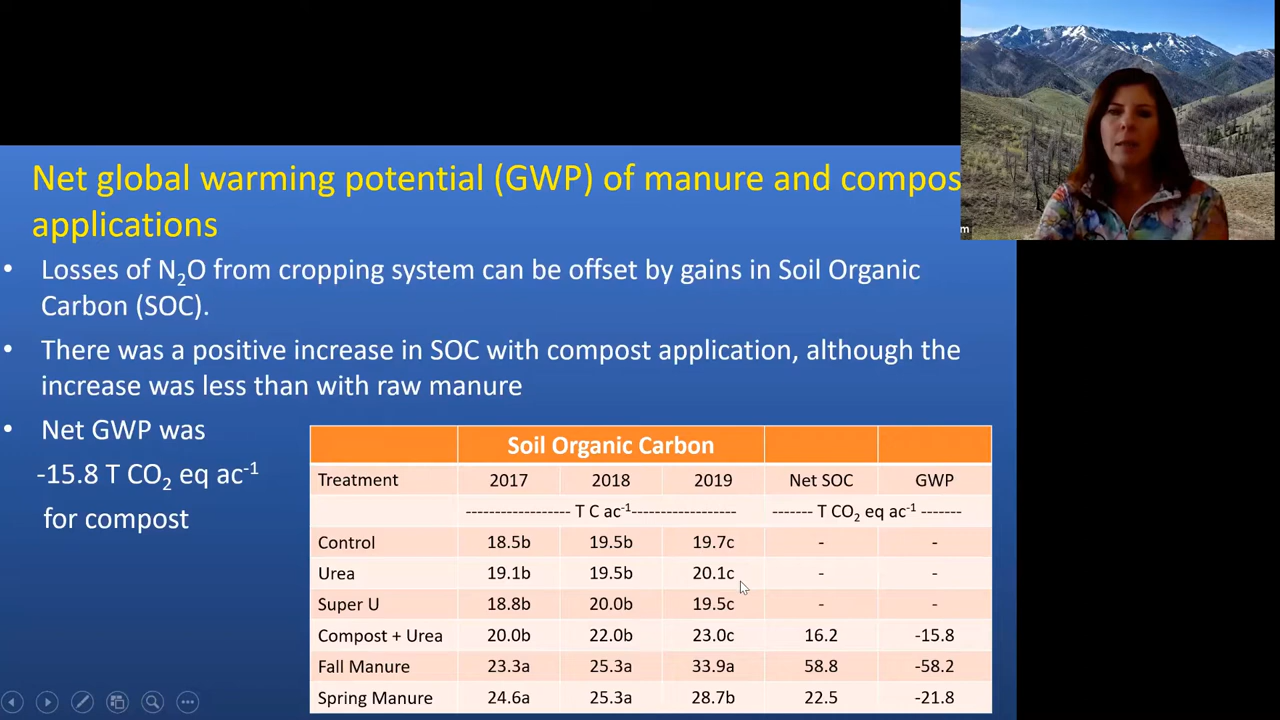 Net global warming potential (GWP) of manure and compos
applications
• Losses of N₂O from cropping system can be offset by gains in Soil Organic
Carbon (SOC).
• There was a positive increase in SOC with compost application, although the
increase was less than with raw manure
• Net GWP was
-15.8 T CO₂ eq ac⁻¹
for compost
Soil Organic Carbon
Treatment 2017 2018 2019 Net SOC GWP
------------------ T C ac⁻¹------------------ ------- T CO₂ eq ac⁻¹ -------
Control 18.5b 19.5b 19.7c - -
Urea 19.1b 19.5b 20.1c - -
Super U 18.8b 20.0b 19.5c - -
Compost + Urea 20.0b 22.0b 23.0c 16.2 -15.8
Fall Manure 23.3a 25.3a 33.9a 58.8 -58.2
Spring Manure 24.6a 25.3a 28.7b 22.5 -21.8